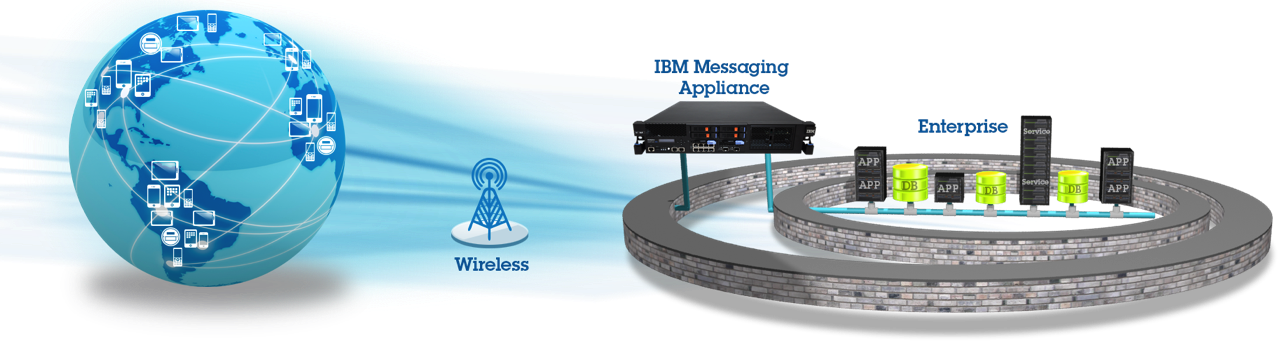 IBM Messaging
Appliance
Enterprise
Wireless
Service
Service
APP
APP
DB
APP
DB
DB
APP
APP